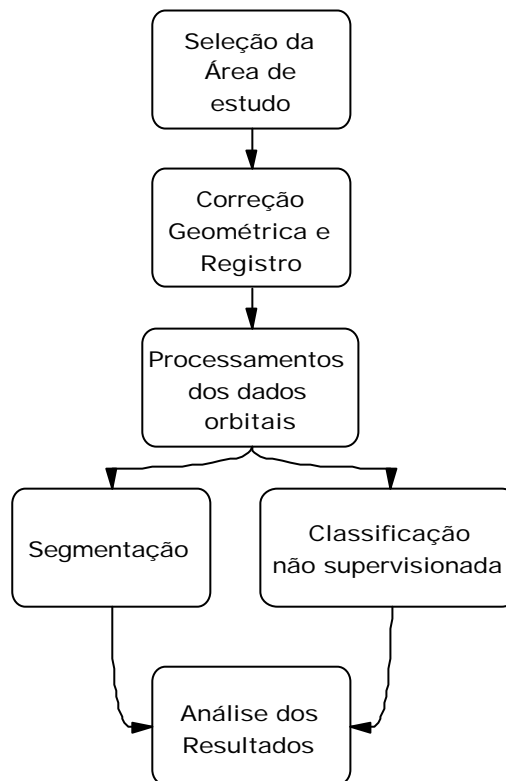 Seleção da
Área de
estudo
Correção
Geométrica e
Registro
Processamentos
dos dados
orbitais
Segmentação
Classificação
não supervisionada
Análise dos
Resultados